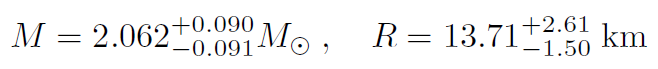 M = 2.062^{+0.090}_{-0.091} M_⊙ , R = 13.71^{+2.61}_{-1.50} km